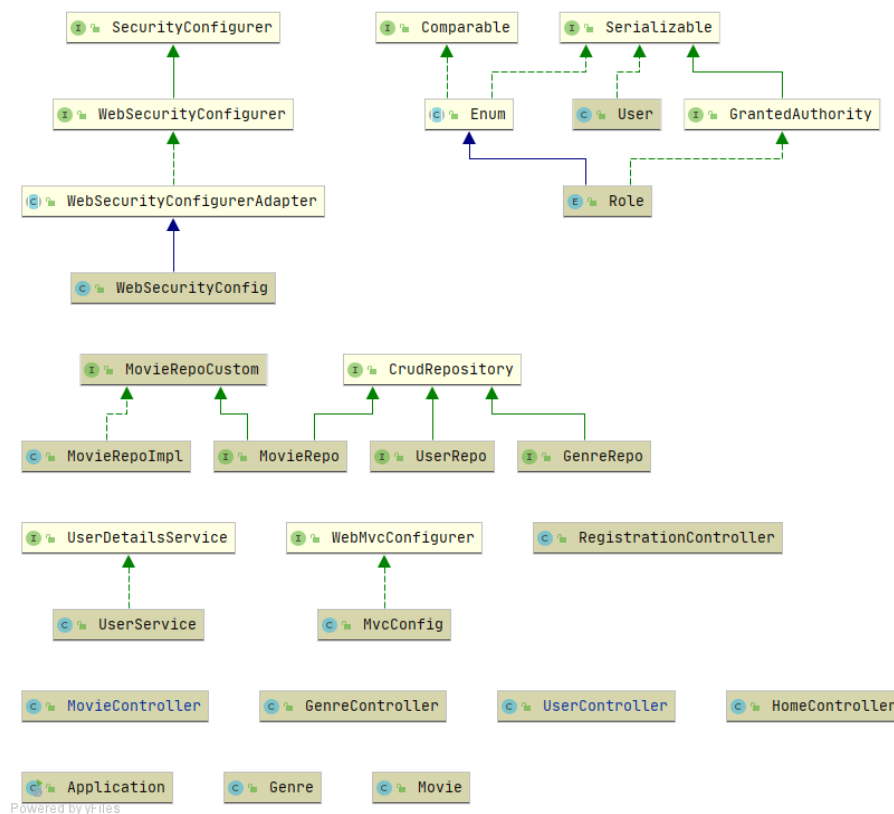 SecurityConfigurer
Comparable
Serializable
WebSecurityConfigurer
Enum
User
GrantedAuthority
WebSecurityConfigurerAdapter
Role
WebSecurityConfig
MovieRepoCustom
CrudRepository
MovieRepoImpl
MovieRepo
UserRepo
GenreRepo
UserDetailsService
WebMvcConfigurer
RegistrationController
UserService
MvcConfig
MovieController
GenreController
UserController
HomeController
Application
Genre
Movie
Powered by yFiles